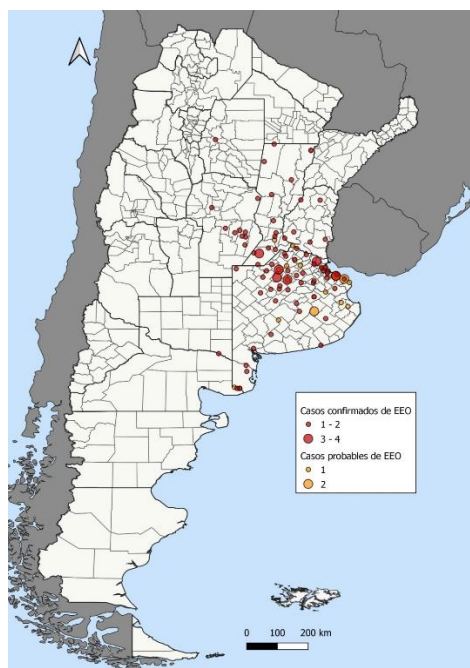 Casos confirmados de EEO
1 - 2
3 - 4
Casos probables de EEO
1
2
0 100 200 km